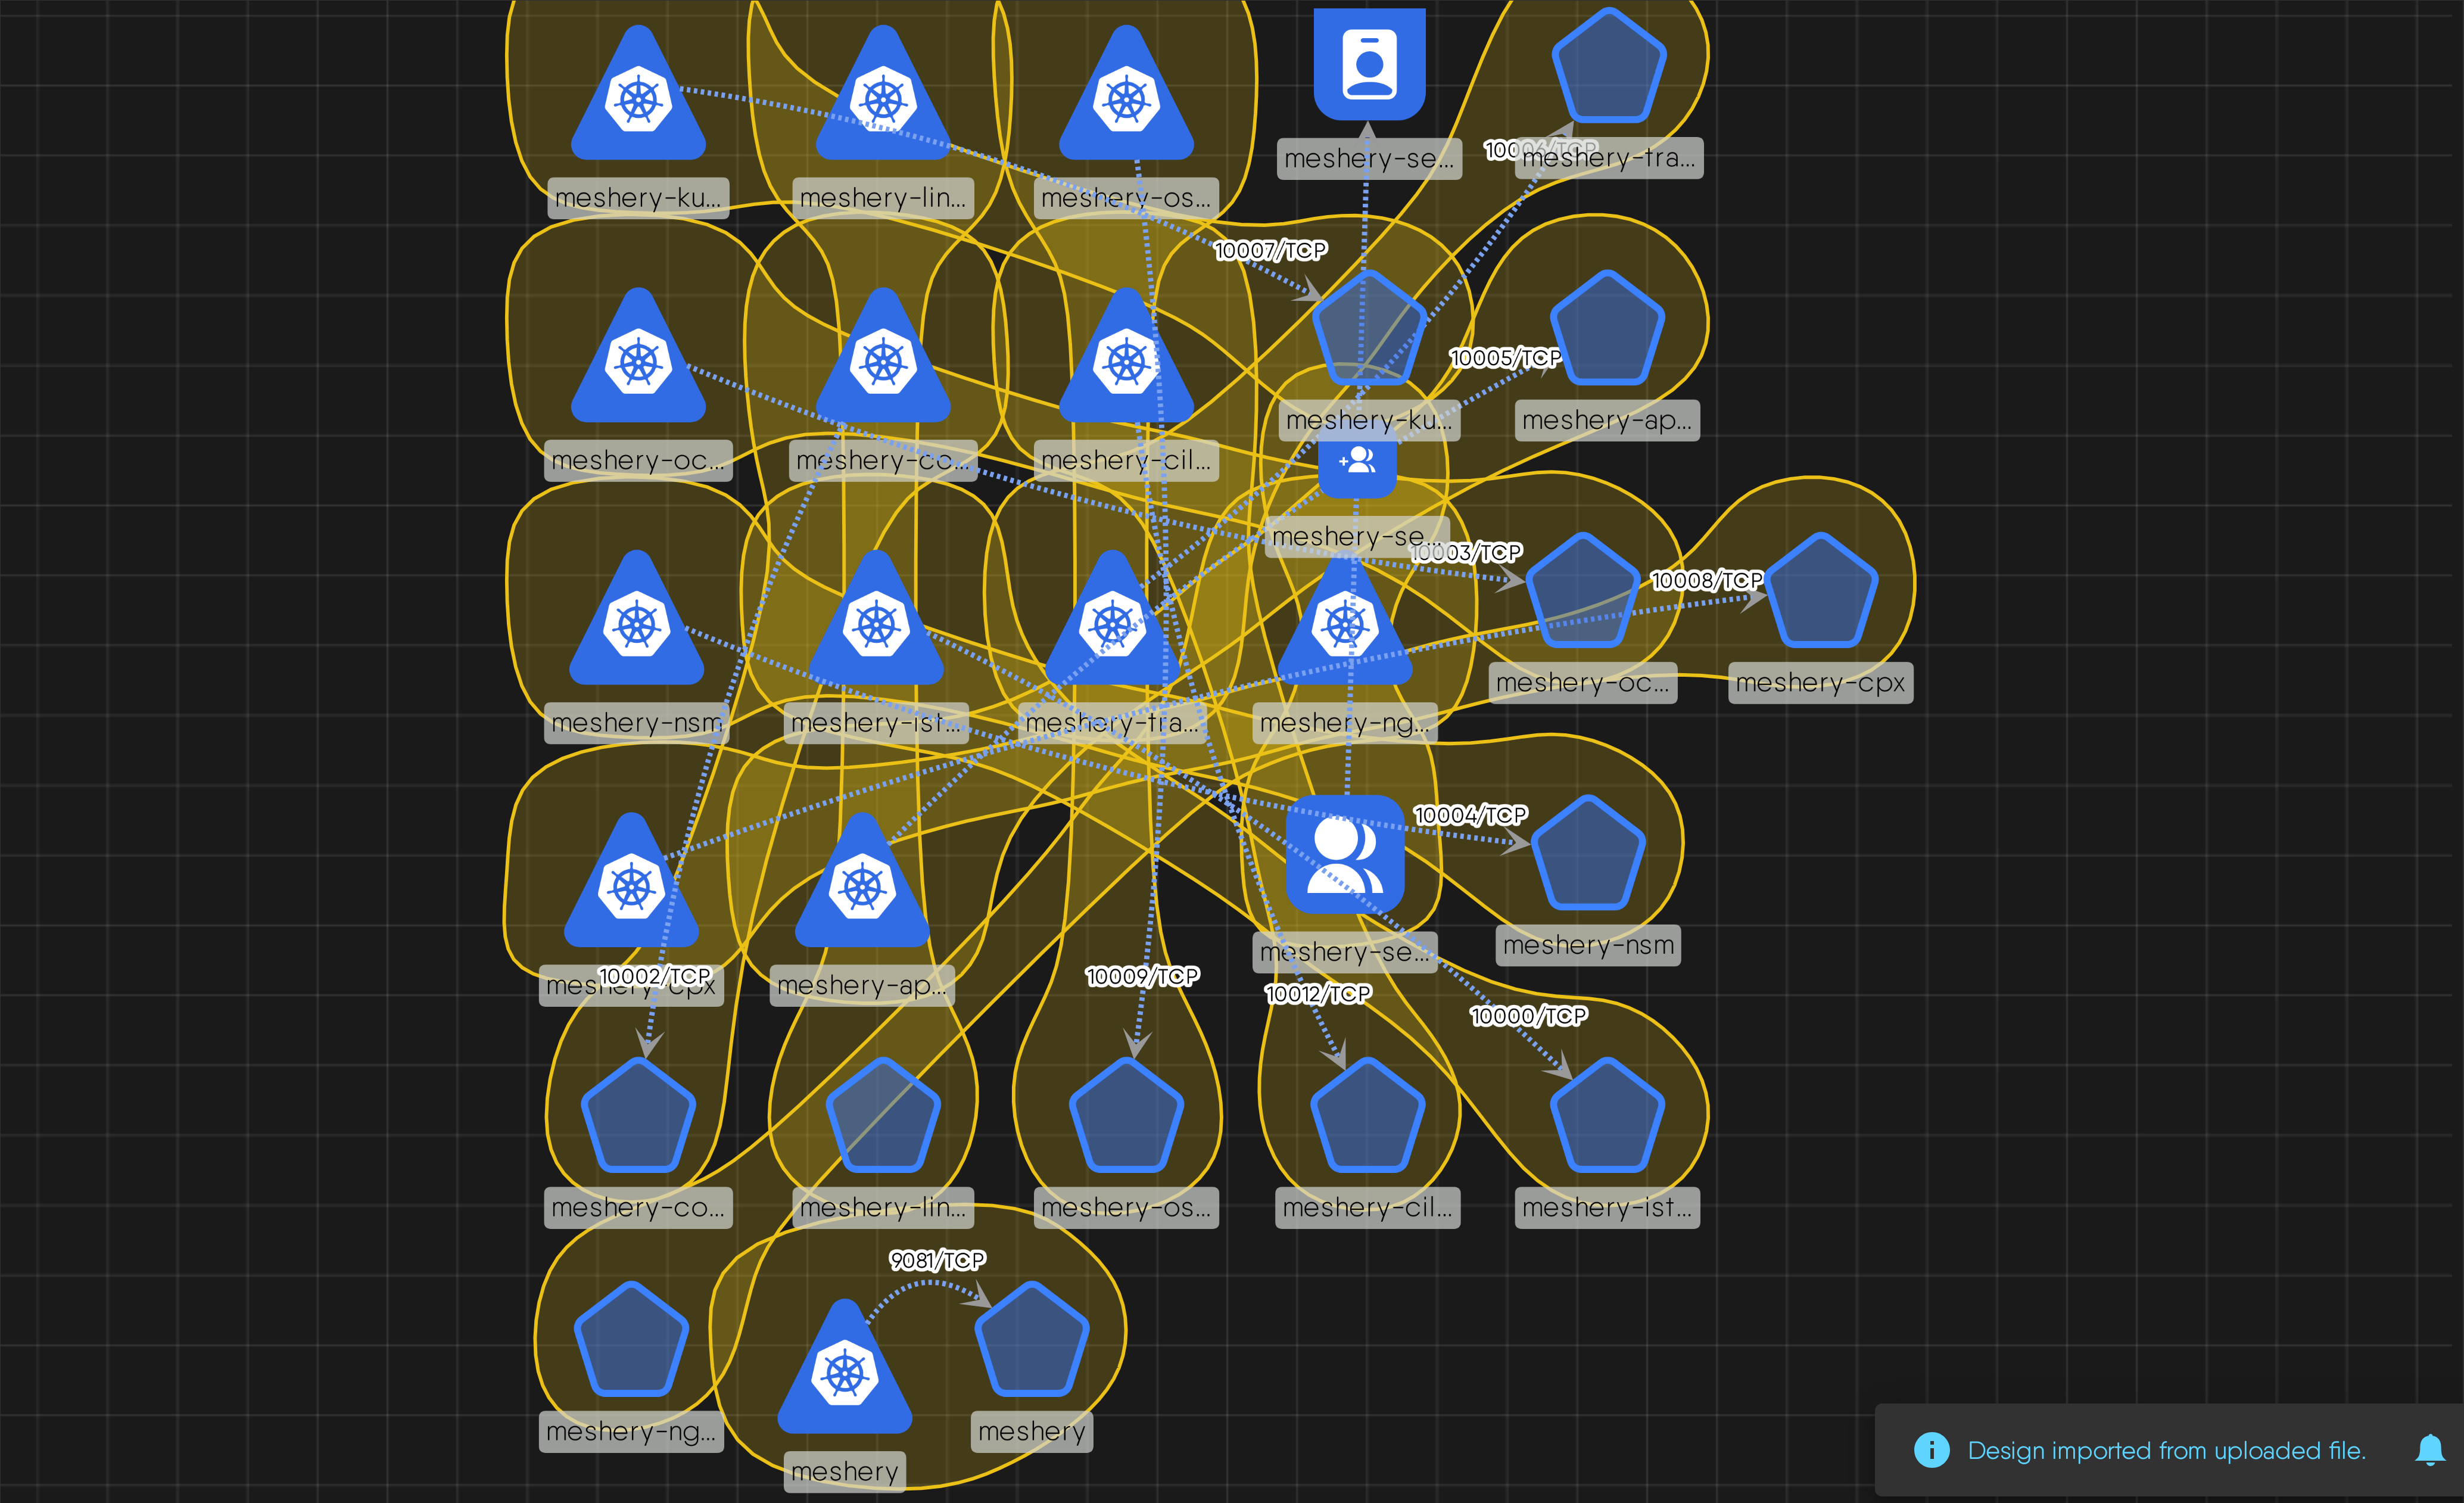 meshery-ku...
meshery-lin...
meshery-os...
meshery-se...
10006/TCP
meshery-tra...
10007/TCP
10005/TCP
meshery-oc...
meshery-co...
meshery-cil...
meshery-ku...
meshery-ap...
meshery-se...
10003/TCP
10008/TCP
meshery-nsm
meshery-ist...
meshery-tra...
meshery-ng...
meshery-oc...
meshery-cpx
10004/TCP
meshery-cpx
10002/TCP
meshery-ap...
10009/TCP
meshery-se...
meshery-nsm
10012/TCP
10000/TCP
meshery-co...
meshery-lin...
meshery-os...
meshery-cil...
meshery-ist...
9081/TCP
meshery-ng...
meshery
meshery
Design imported from uploaded file.